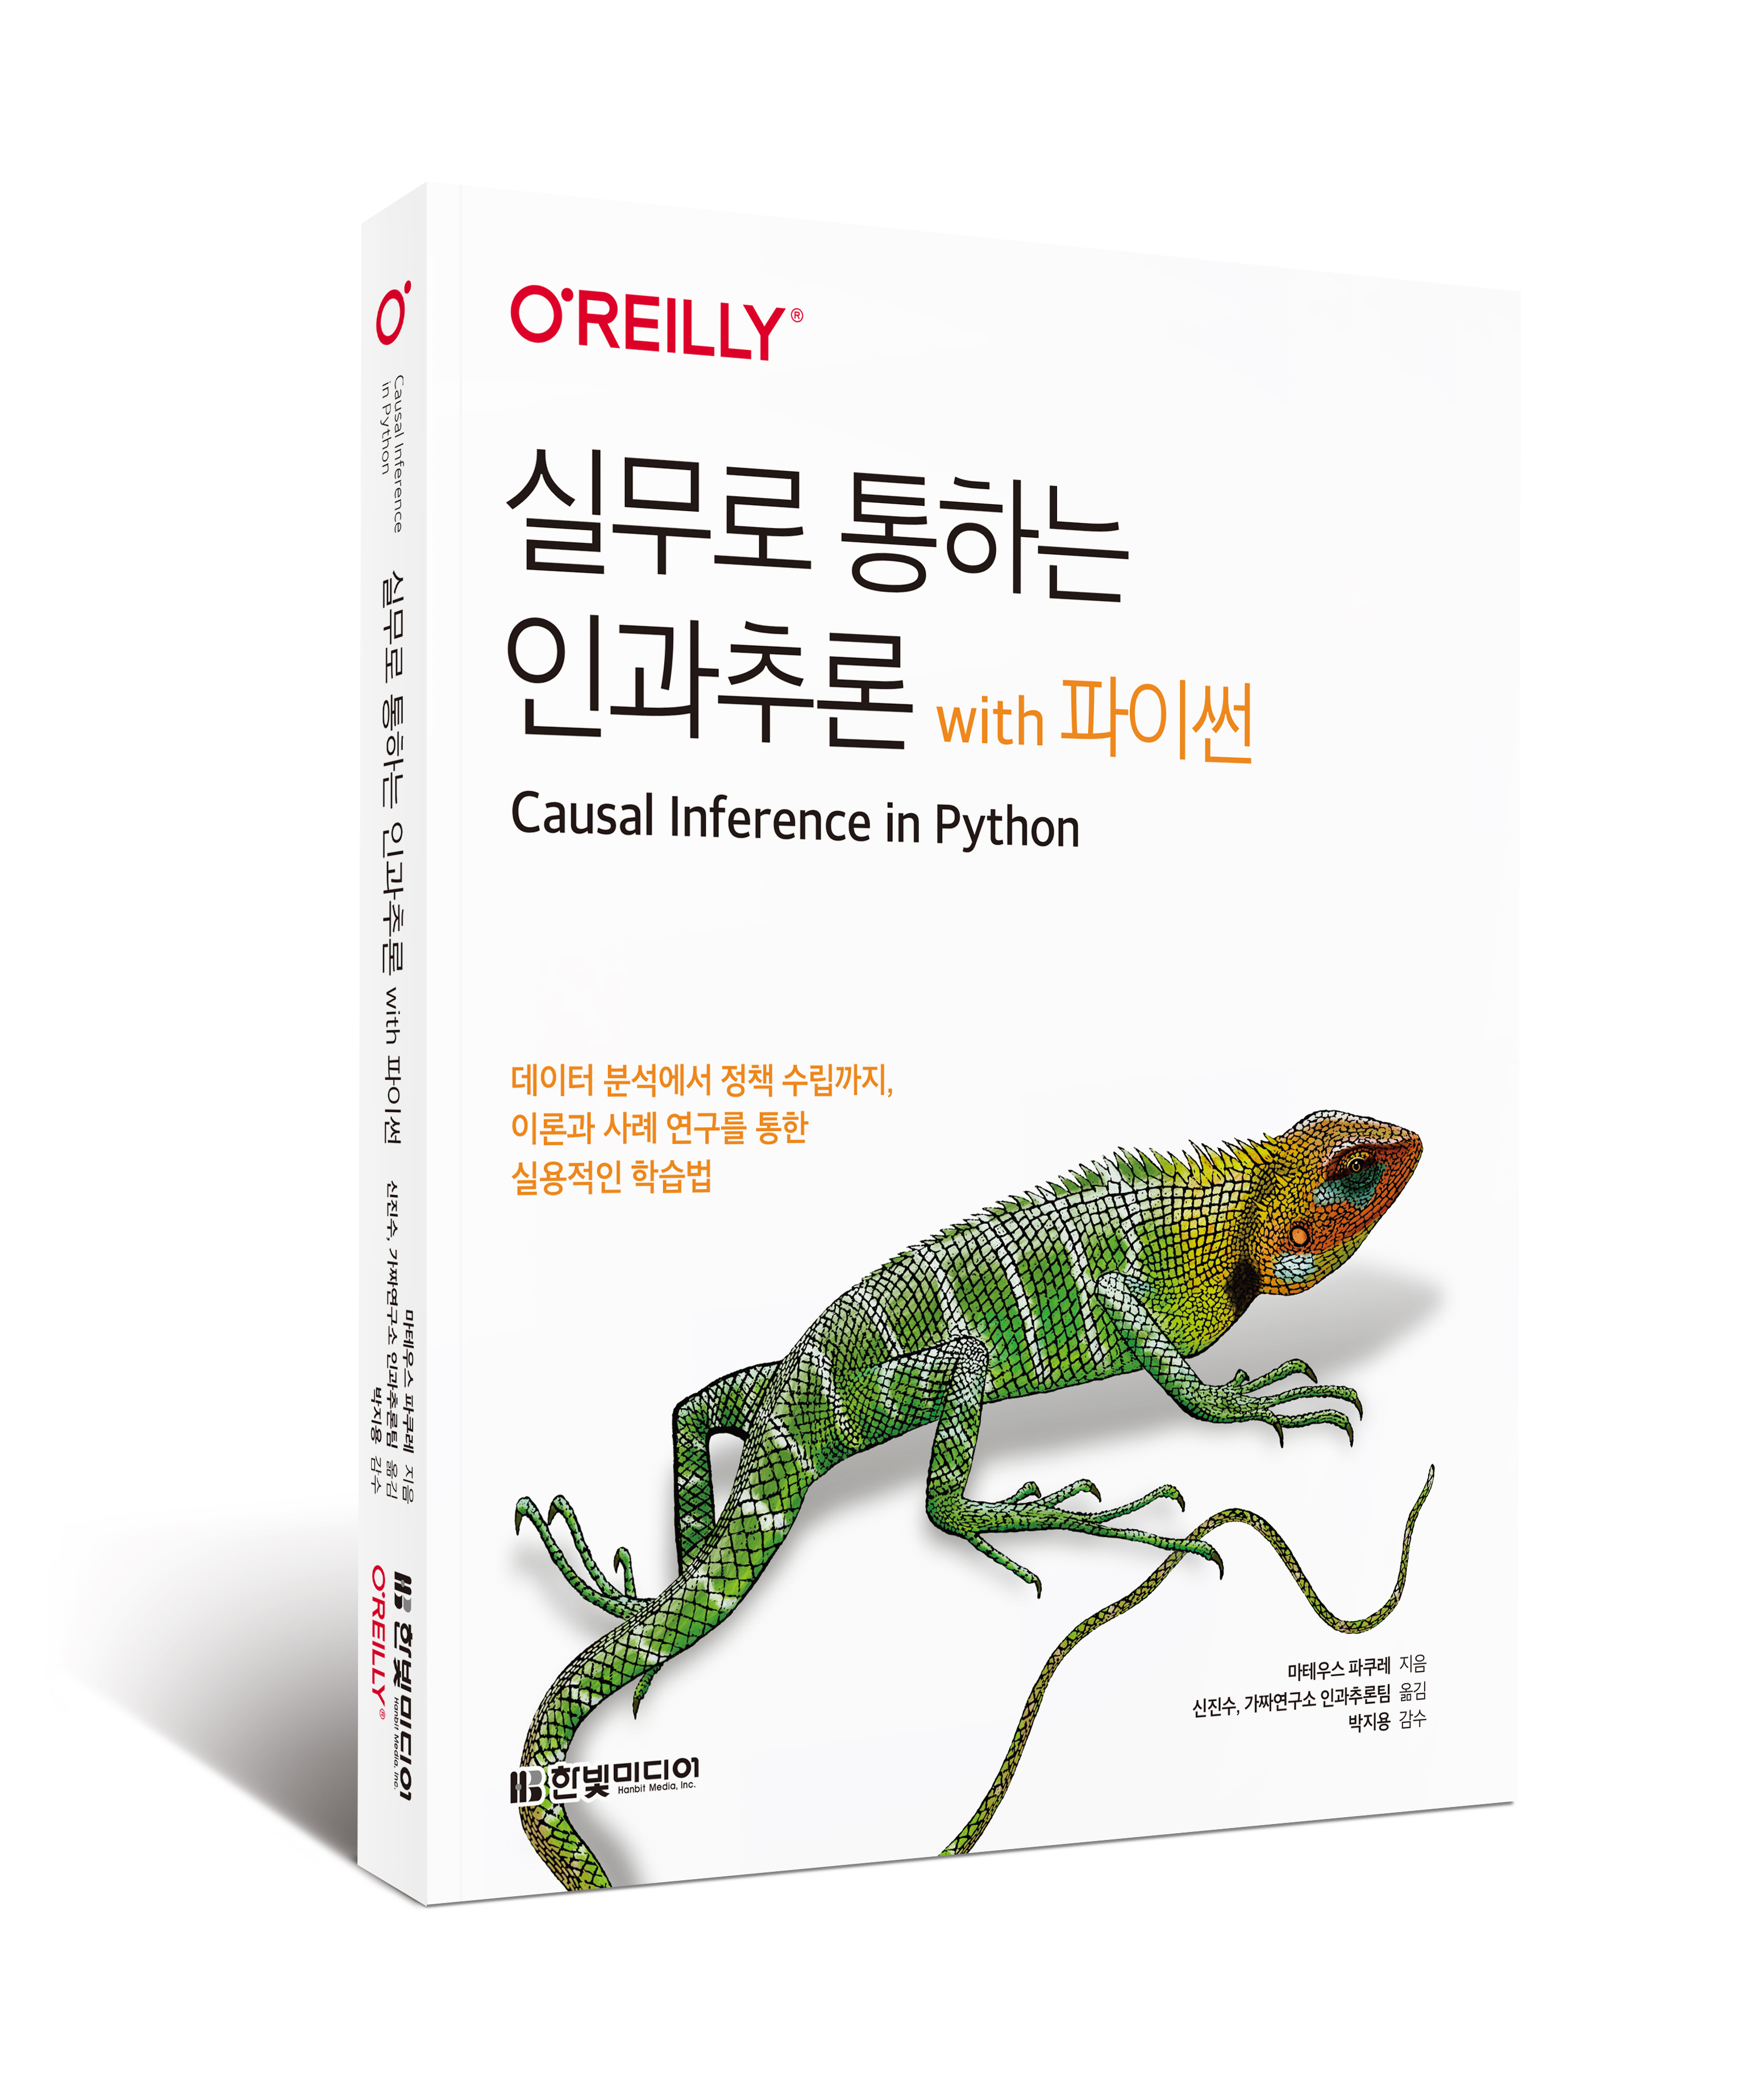 O'REILLY®
실무로 통하는
인과추론 with 파이썬
Causal Inference in Python
데이터 분석에서 정책 수립까지,
이론과 사례 연구를 통한
실용적인 학습법
마테우스 파쿠레 지음
신진수, 가짜연구소 인과추론팀 옮김
박지용 감수
한빛미디어
Hanbit Media, Inc.
Causal Inference
in Python
실무로 통하는 인과추론 with 파이썬
마테우스 파쿠레 지음
신진수, 가짜연구소 인과추론팀 옮김
박지용 감수
한빛미디어
Hanbit Media, Inc.
O'REILLY®